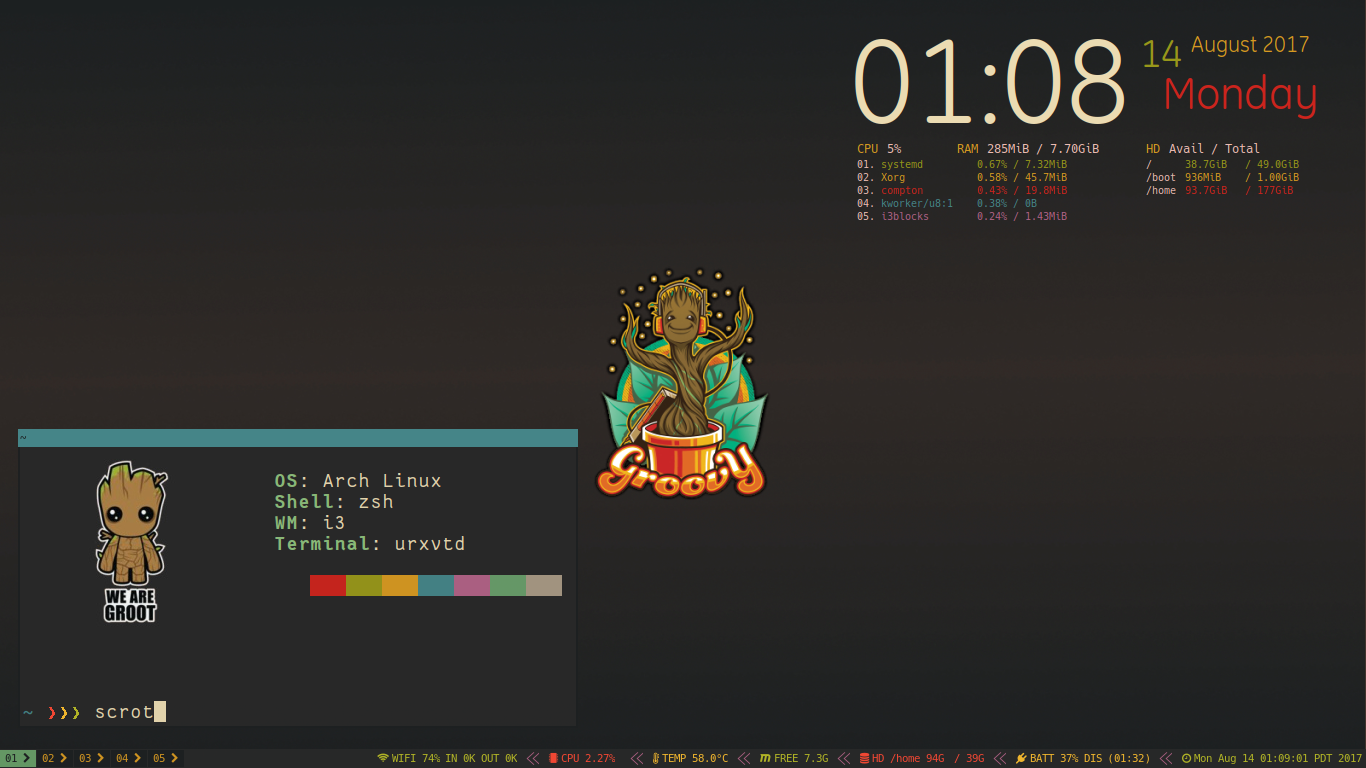 01:08 14 August 2017
Monday
CPU 5% RAM 285MiB / 7.70GiB HD Avail / Total
01. systemd 0.67% / 7.32MiB / 38.7GiB / 49.0GiB
02. Xorg 0.58% / 45.7MiB /boot 936MiB / 1.00GiB
03. compton 0.43% / 19.8MiB /home 93.7GiB / 177GiB
04. kworker/u8:1 0.38% / 0B
05. i3blocks 0.24% / 1.43MiB
Groovy
~
OS: Arch Linux
Shell: zsh
WM: i3
Terminal: urxvtd
WE ARE
GROOT
~ ❯❯❯ scrot
01 02 03 04 05 WIFI 74% IN 0K OUT 0K CPU 2.27% TEMP 58.0°C FREE 7.3G HD /home 94G / 39G BATT 37% DIS (01:32) Mon Aug 14 01:09:01 PDT 2017